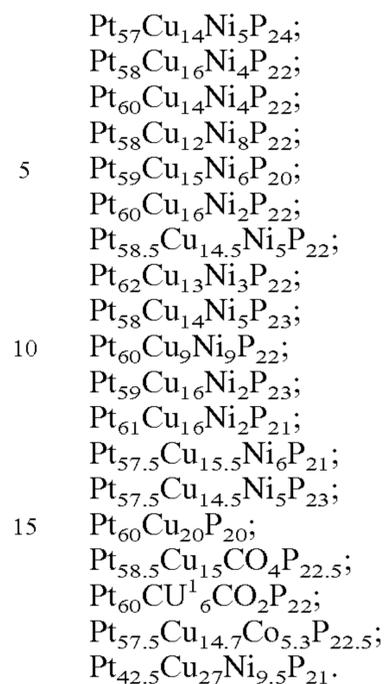 Pt₅₇Cu₁₄Ni₅P₂₄;
Pt₅₈Cu₁₆Ni₄P₂₂;
Pt₆₀Cu₁₄Ni₄P₂₂;
Pt₅₈Cu₁₂Ni₈P₂₂;
5 Pt₅₉Cu₁₅Ni₆P₂₀;
Pt₆₀Cu₁₆Ni₂P₂₂;
Pt₅₈.₅Cu₁₄.₅Ni₅P₂₂;
Pt₆₂Cu₁₃Ni₃P₂₂;
Pt₅₈Cu₁₄Ni₅P₂₃;
10 Pt₆₀Cu₉Ni₉P₂₂;
Pt₅₉Cu₁₆Ni₂P₂₃;
Pt₆₁Cu₁₆Ni₂P₂₁;
Pt₅₇.₅Cu₁₅.₅Ni₆P₂₁;
Pt₅₇.₅Cu₁₄.₅Ni₅P₂₃;
15 Pt₆₀Cu₂₀P₂₀;
Pt₅₈.₅Cu₁₅CO₄P₂₂.₅;
Pt₆₀CU¹₆CO₂P₂₂;
Pt₅₇.₅Cu₁₄.₇Co₅.₃P₂₂.₅;
Pt₄₂.₅Cu₂₇Ni₉.₅P₂₁.